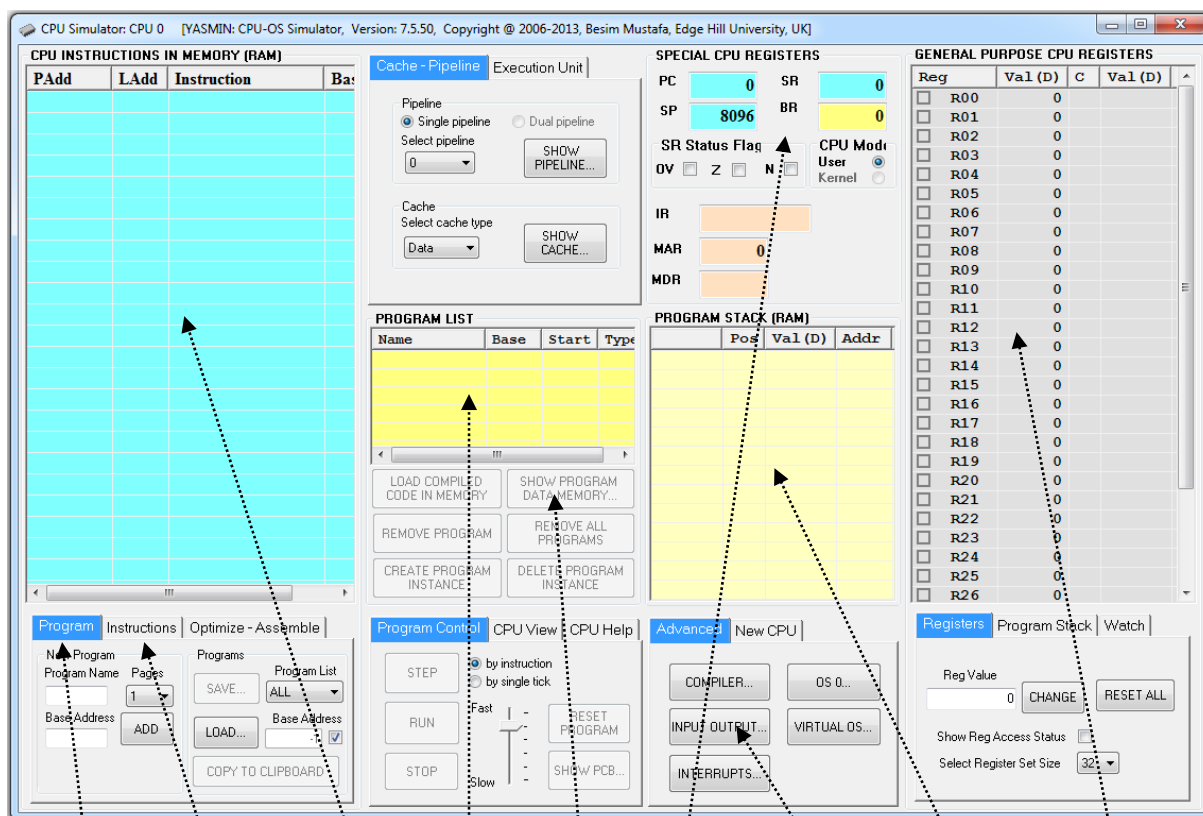 CPU Simulator: CPU 0 [YASMIN: CPU-OS Simulator, Version: 7.5.50, Copyright @ 2006-2013, Besim Mustafa, Edge Hill University, UK]
CPU INSTRUCTIONS IN MEMORY (RAM)
PAdd LAdd Instruction Bas
Program Instructions Optimize - Assemble
New Program
Program Name Pages
1
Base Address
ADD
Programs
SAVE...
Program List
ALL
LOAD...
Base Address
COPY TO CLIPBOARD
Cache - Pipeline Execution Unit
Pipeline
Single pipeline Dual pipeline
Select pipeline
0
SHOW
PIPELINE...
Cache
Select cache type
Data
SHOW
CACHE...
PROGRAM LIST
Name Base Start Type
LOAD COMPILED
CODE IN MEMORY
SHOW PROGRAM
DATA MEMORY...
REMOVE PROGRAM
REMOVE ALL
PROGRAMS
CREATE PROGRAM
INSTANCE
DELETE PROGRAM
INSTANCE
Program Control CPU View CPU Help
STEP
by instruction
by single tick
RUN
Fast
RESET
PROGRAM
STOP
Slow
SHOW PCB...
SPECIAL CPU REGISTERS
PC 0 SR 0
SP 8096 BR 0
SR Status Flag
OV Z N
CPU Mode
User
Kernel
IR
MAR 0
MDR
PROGRAM STACK (RAM)
Pos Val (D) Addr
Advanced New CPU
COMPILER... OS 0...
INPUT OUTPUT... VIRTUAL OS...
INTERRUPTS...
GENERAL PURPOSE CPU REGISTERS
Reg Val (D) C Val (D)
R00 0
R01 0
R02 0
R03 0
R04 0
R05 0
R06 0
R07 0
R08 0
R09 0
R10 0
R11 0
R12 0
R13 0
R14 0
R15 0
R16 0
R17 0
R18 0
R19 0
R20 0
R21 0
R22 0
R23 0
R24 0
R25 0
R26 0
Registers Program Stack Watch
Reg Value
0 CHANGE RESET ALL
Show Reg Access Status
Select Register Set Size 32